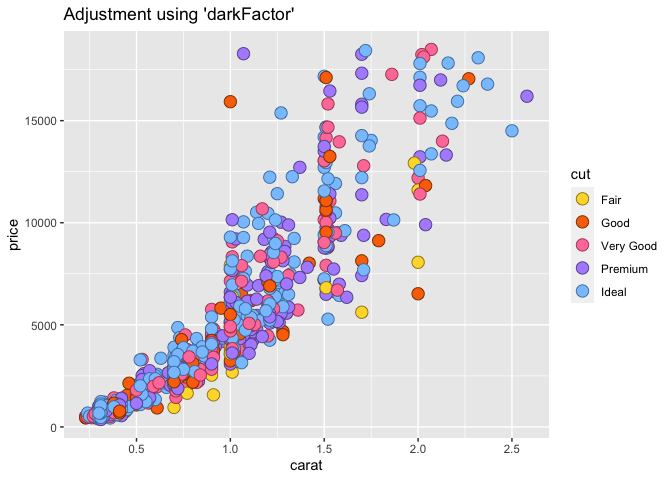 Adjustment using 'darkFactor'
price
15000
10000
5000
0
0.5 1.0 1.5 2.0 2.5
carat
cut
Fair
Good
Very Good
Premium
Ideal